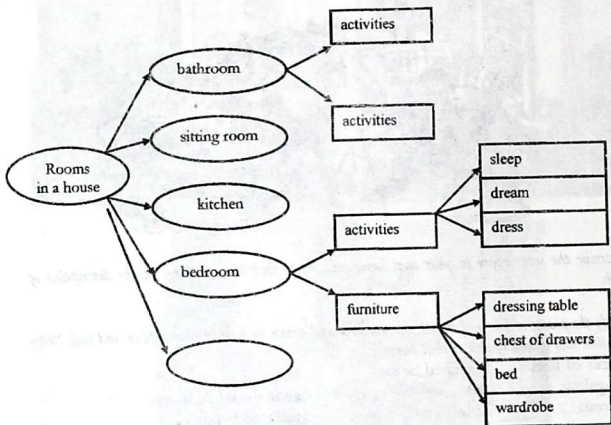 activities
bathroom
activities
sitting room
Rooms
in a house
sleep
kitchen
dream
activities
dress
bedroom
furniture
dressing table
chest of drawers
bed
wardrobe